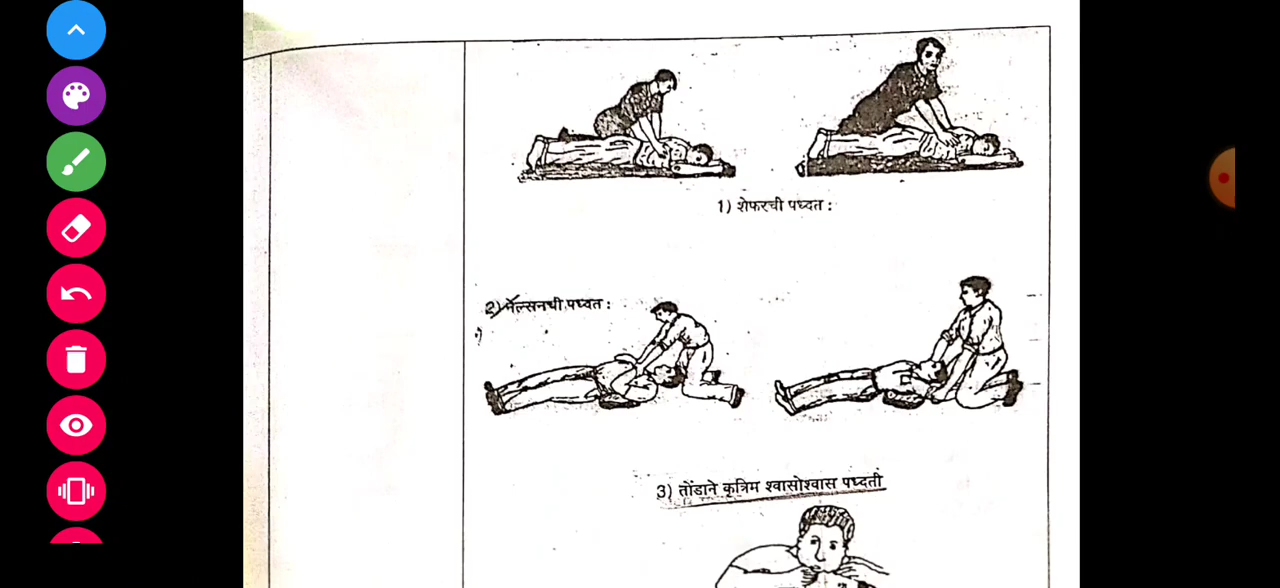 1) शेफरची पध्दत :
2) नेल्सनची पध्दत :
3) तोंडाने कृत्रिम श्वासोश्वास पध्दती